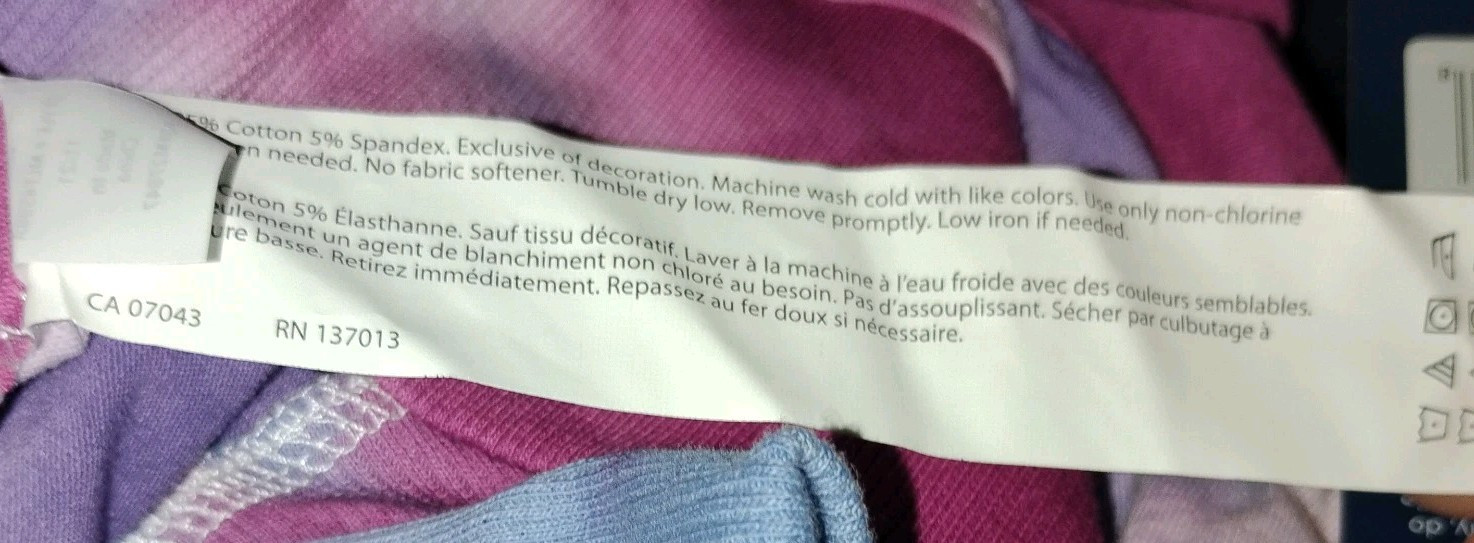 % Cotton 5% Spandex. Exclusive of decoration. Machine wash cold with like colors. Use only non-chlorine
needed. No fabric softener. Tumble dry low. Remove promptly. Low iron if needed.
Coton 5% Élasthanne. Sauf tissu décoratif. Laver à la machine à l'eau froide avec des couleurs semblables.
un agent de blanchiment non chloré au besoin. Pas d'assouplissant. Sécher par culbutage à
basse. Retirez immédiatement. Repassez au fer doux si nécessaire.
CA 07043 RN 137013